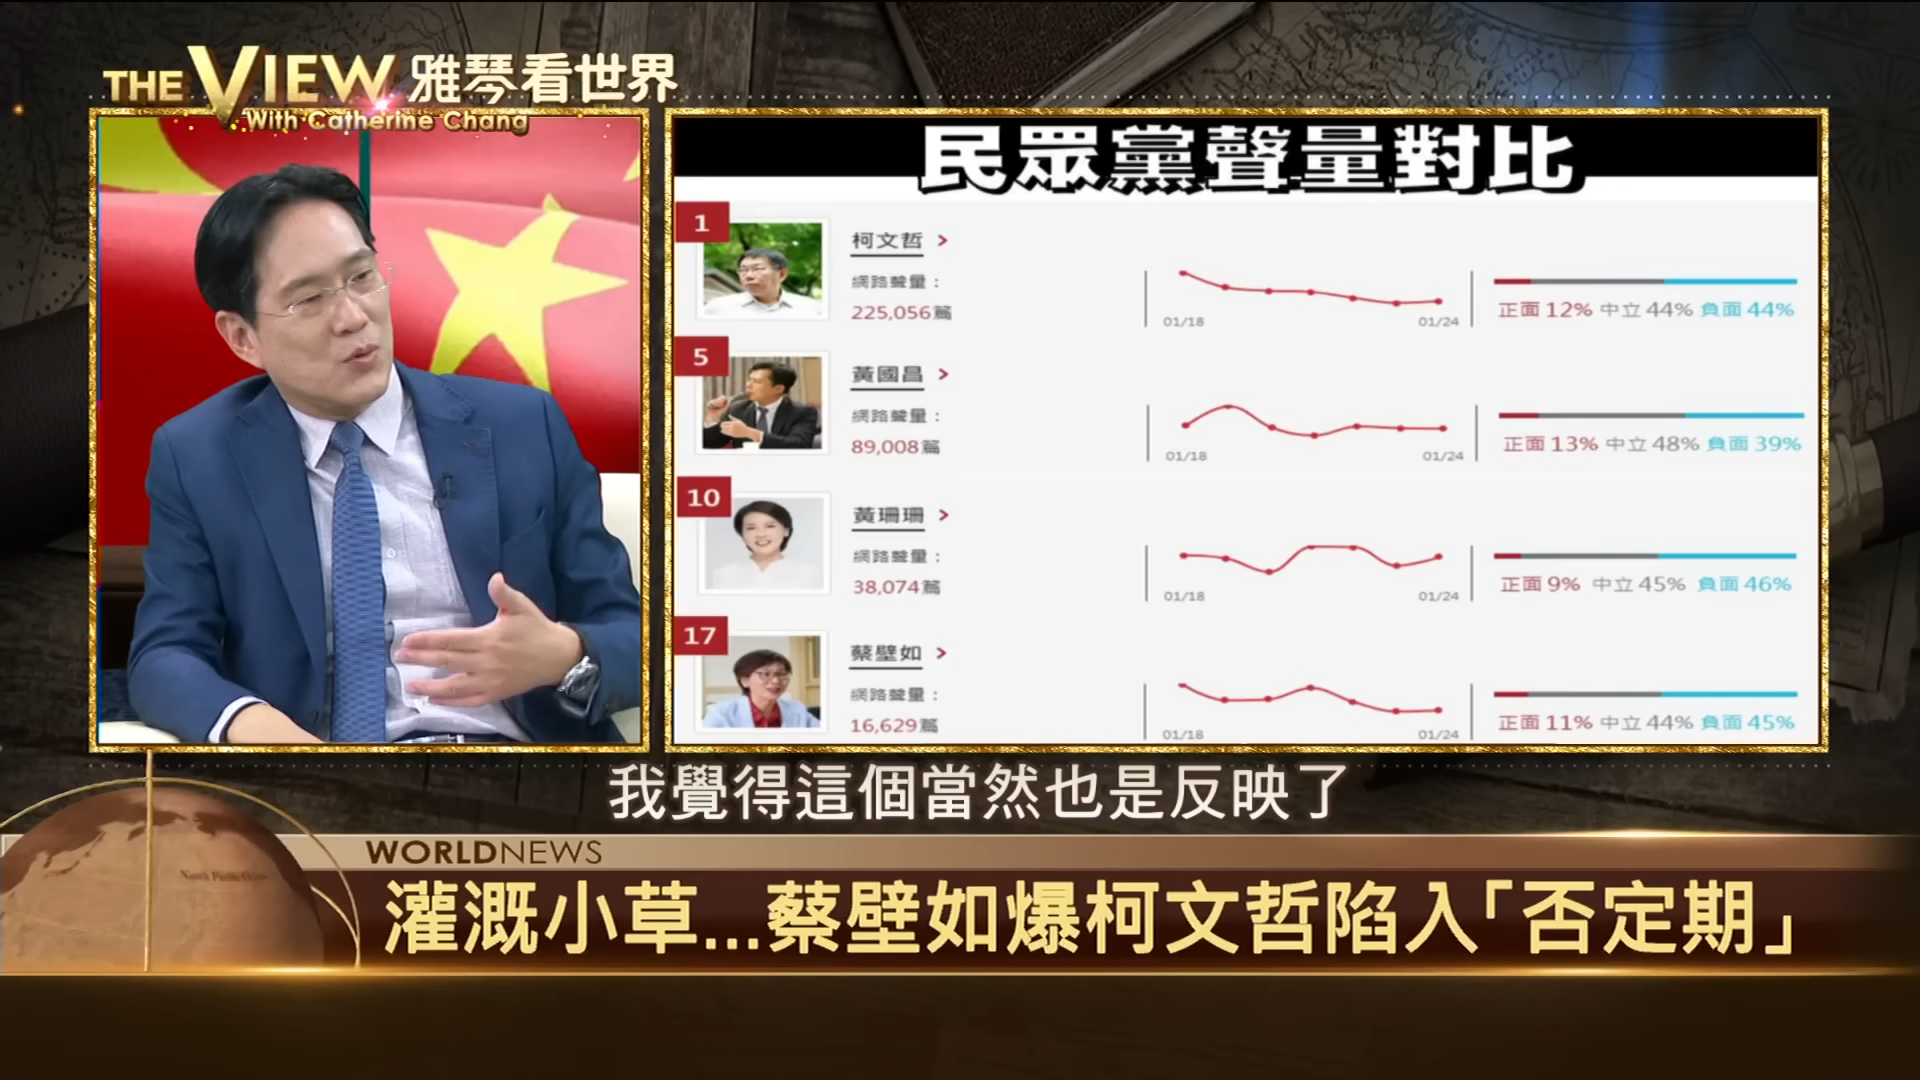 THE VIEW 雅琴看世界
With Catherine Chang
民眾黨聲量對比
1
柯文哲 >
網路聲量：
225,056篇
01/18
01/24
正面 12% 中立 44% 負面 44%
5
黃國昌 >
網路聲量：
89,008篇
01/18
01/24
正面 13% 中立 48% 負面 39%
10
黃珊珊 >
網路聲量：
38,074篇
01/18
01/24
正面 9% 中立 45% 負面 46%
17
蔡壁如 >
網路聲量：
16,629篇
01/18
01/24
正面 11% 中立 44% 負面 45%
我覺得這個當然也是反映了
WORLDNEWS
North Pacific Ocean
灌溉小草...蔡壁如爆柯文哲陷入「否定期」